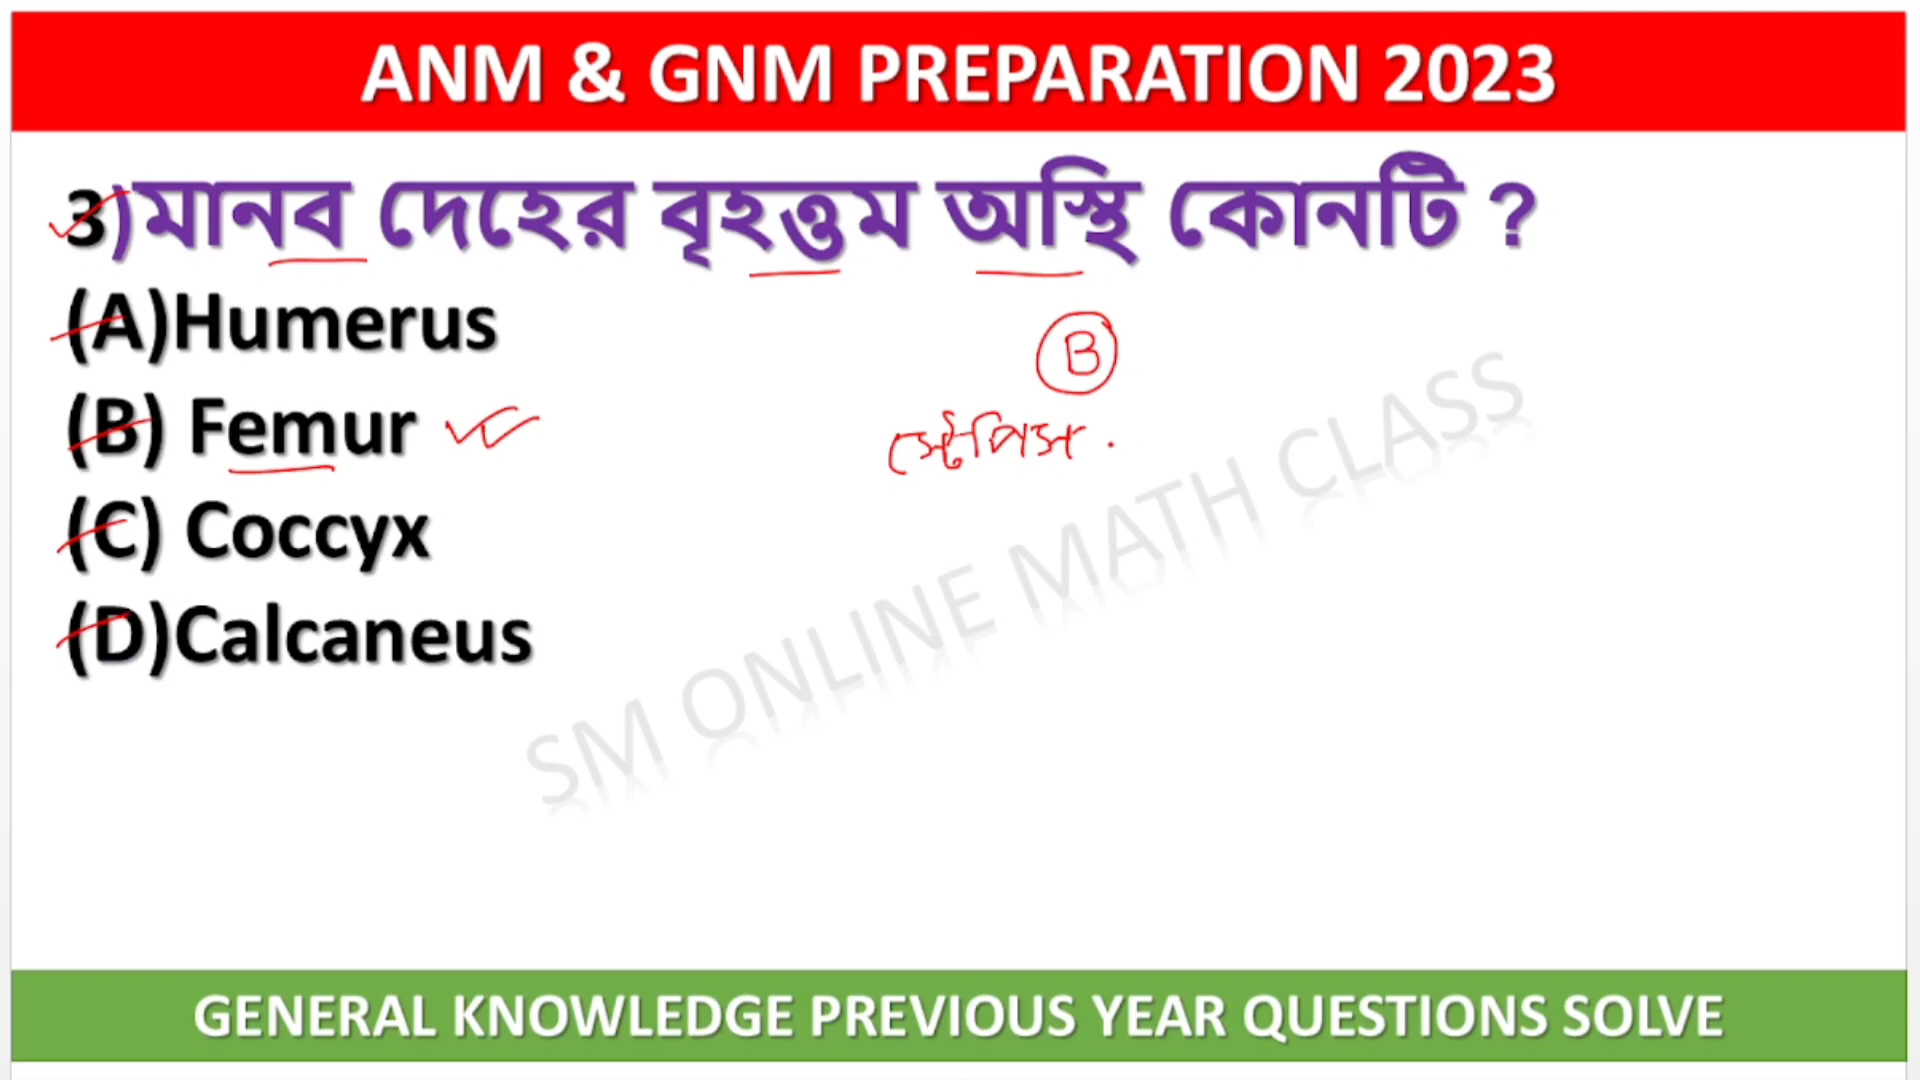 ANM & GNM PREPARATION 2023
3)মানব দেহের বৃহত্তম অস্থি কোনটি ?
(A)Humerus
B
(B) Femur
স্টেপিস .
(C) Coccyx
(D)Calcaneus
SM ONLINE MATH CLASS
GENERAL KNOWLEDGE PREVIOUS YEAR QUESTIONS SOLVE